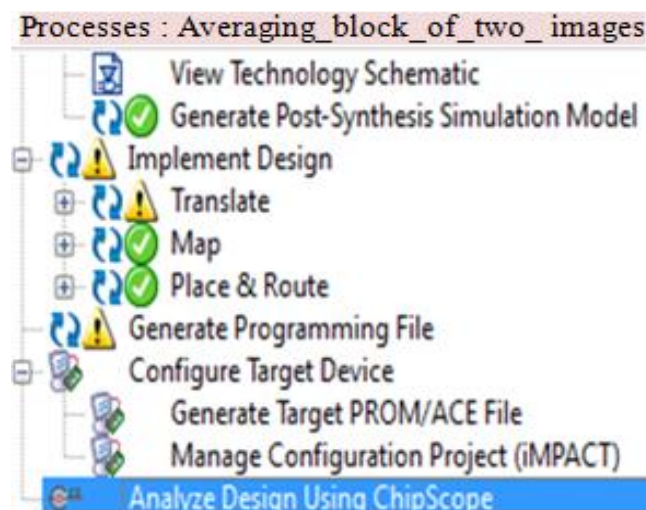 Processes : Averaging_block_of_two_ images
View Technology Schematic
Generate Post-Synthesis Simulation Model
Implement Design
Translate
Map
Place & Route
Generate Programming File
Configure Target Device
Generate Target PROM/ACE File
Manage Configuration Project (iMPACT)
Analyze Design Using ChipScope